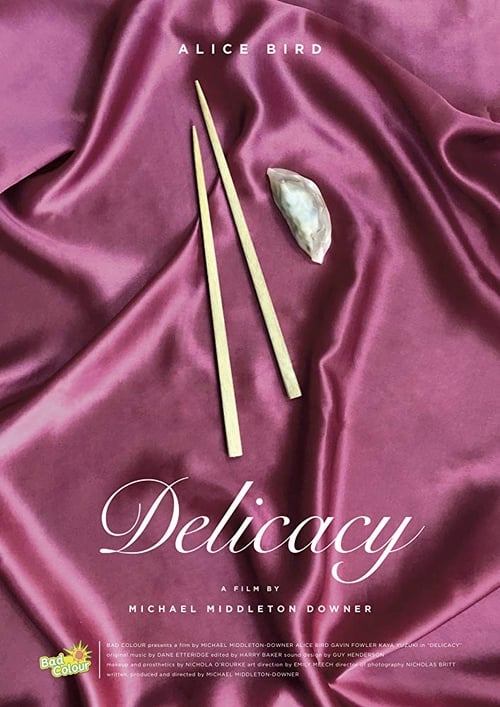 ALICE BIRD
Delicacy
A FILM BY
MICHAEL MIDDLETON DOWNER
Bad
Colour
BAD COLOUR presents a film by MICHAEL MIDDLETON-DOWNER ALICE BIRD GAVIN FOWLER KAYA YUZUKI in "DELICACY"
original music by DANE ETTERIDGE edited by HARRY BAKER sound design by GUY HENDERSON
makeup and prosthetics by NICHOLA O'ROURKE art direction by EMILY MEECH director of photography NICHOLAS BRITT
written, produced and directed by MICHAEL MIDDLETON-DOWNER